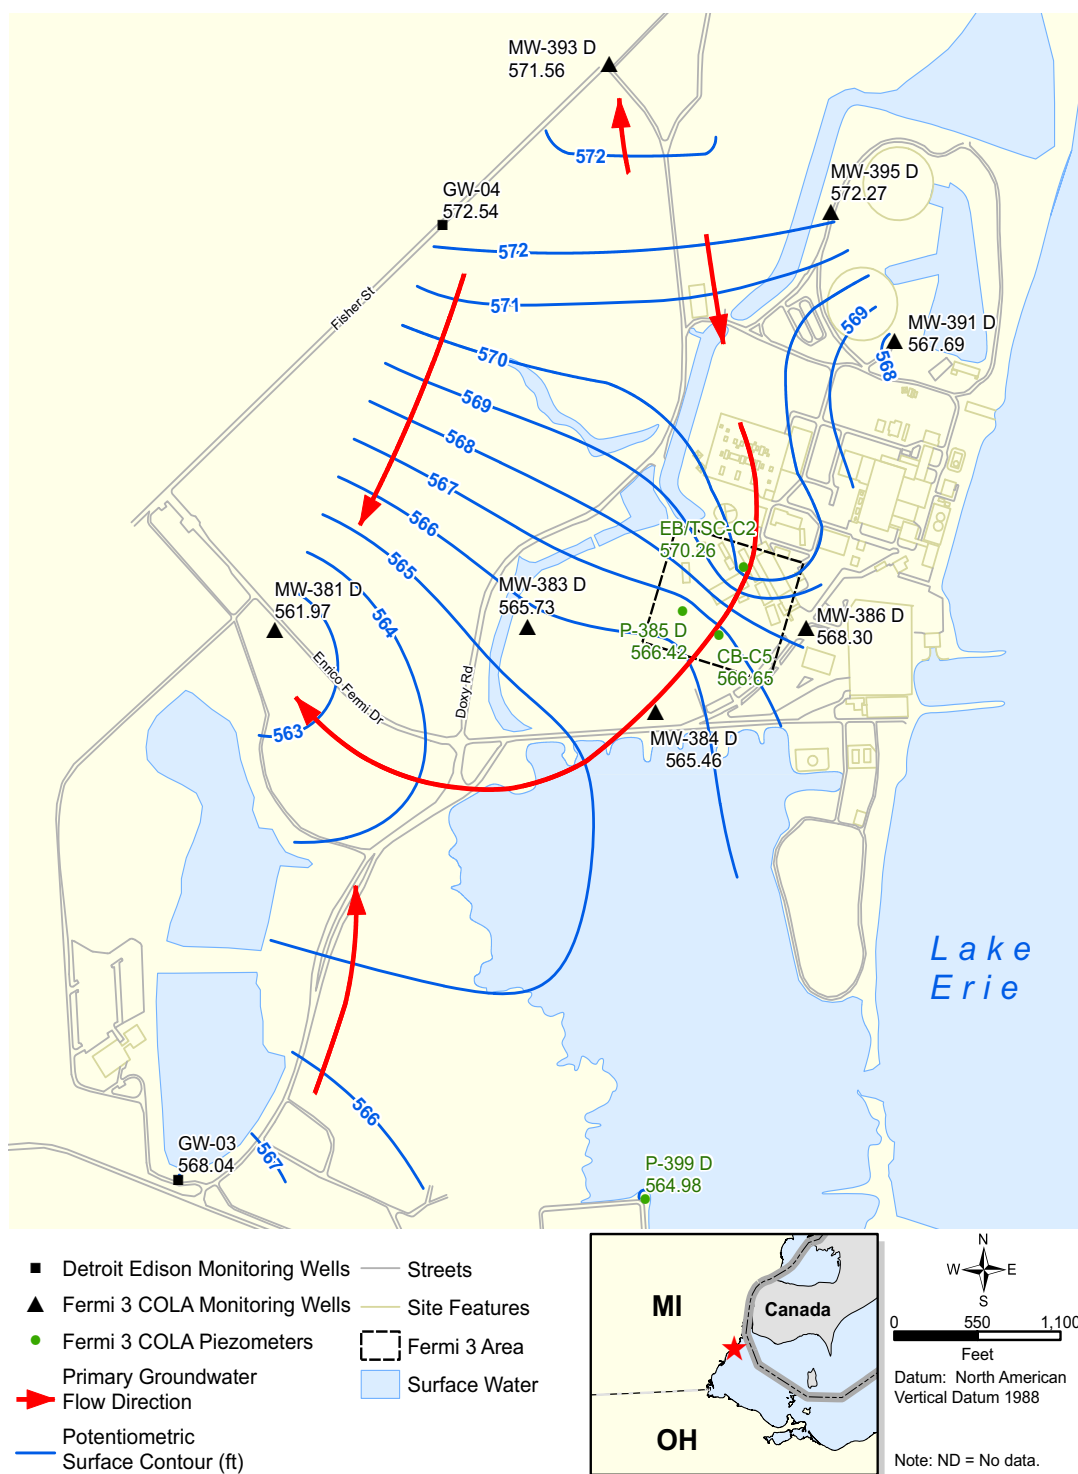 MW-393 D
571.56
572
MW-395 D
572.27
GW-04
572.54
572
571
Fisher St
570
569
MW-391 D
567.69
568
569
568
567
566
EB/TSC-C2
570.26
565
MW-381 D
561.97
MW-383 D
565.73
564
P-385 D
566.42
MW-386 D
568.30
CB-C5
566.65
Enrico Fermi Dr
Doxy Rd
563
MW-384 D
565.46
Lake
Erie
566
GW-03
568.04
567
P-399 D
564.98
Detroit Edison Monitoring Wells
Fermi 3 COLA Monitoring Wells
Fermi 3 COLA Piezometers
Primary Groundwater
Flow Direction
Potentiometric
Surface Contour (ft)
Streets
Site Features
Fermi 3 Area
Surface Water
MI
Canada
OH
N
W E
S
0 550 1,100
Feet
Datum: North American
Vertical Datum 1988
Note: ND = No data.